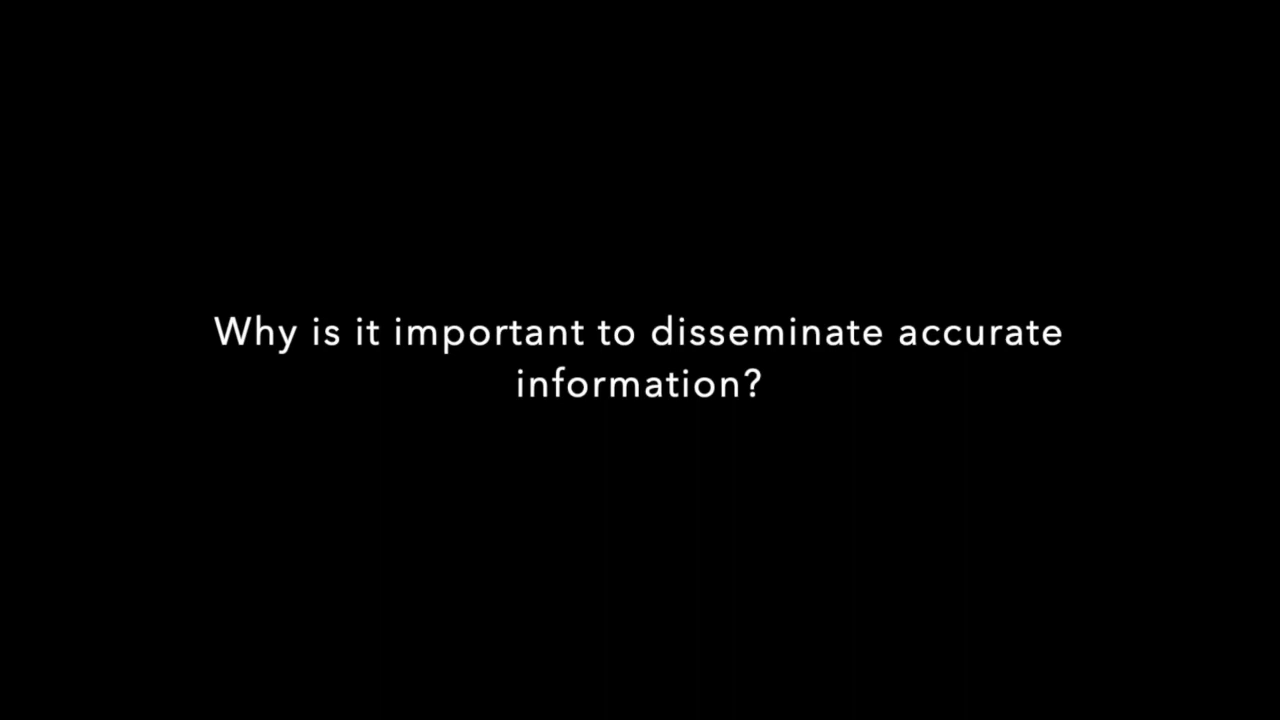 Why is it important to disseminate accurate
information?